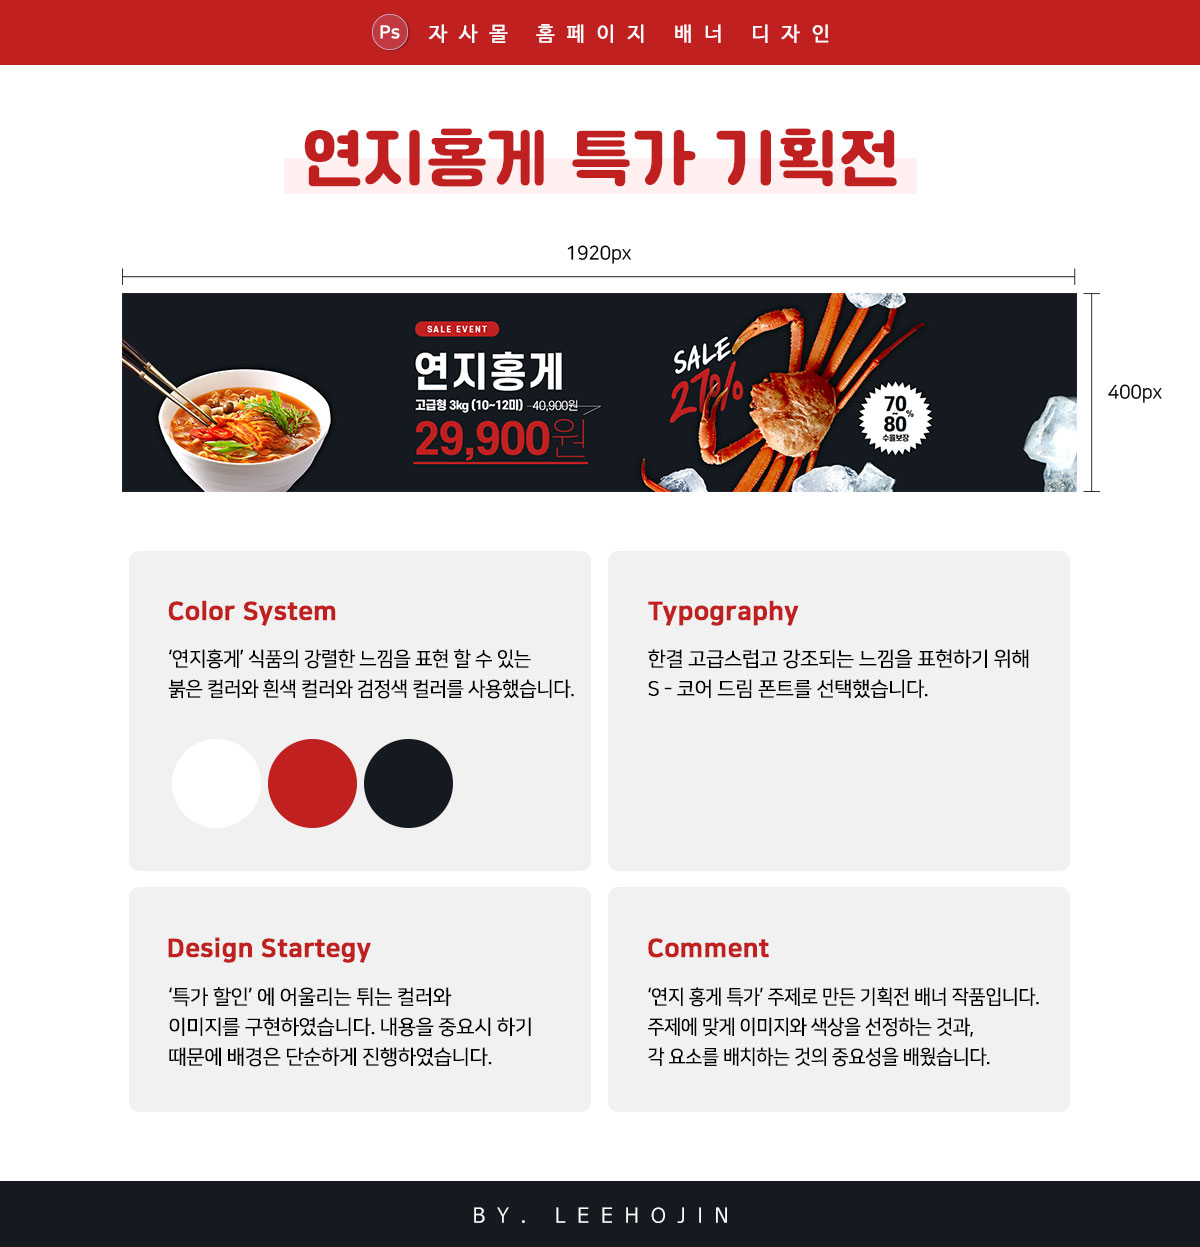 Ps 자사몰 홈페이지 배너 디자인
연지홍게 특가 기획전
1920px
400px
SALE EVENT
연지홍게
고급형 3kg (10~12미) 40,900원
29,900원
SALE
27%
70
~
80%
수율보장
Color System
‘연지홍게’ 식품의 강렬한 느낌을 표현 할 수 있는
붉은 컬러와 흰색 컬러와 검정색 컬러를 사용했습니다.
Typography
한결 고급스럽고 강조되는 느낌을 표현하기 위해
S - 코어 드림 폰트를 선택했습니다.
Design Startegy
‘특가 할인’ 에 어울리는 튀는 컬러와
이미지를 구현하였습니다. 내용을 중요시 하기
때문에 배경은 단순하게 진행하였습니다.
Comment
‘연지 홍게 특가’ 주제로 만든 기획전 배너 작품입니다.
주제에 맞게 이미지와 색상을 선정하는 것과,
각 요소를 배치하는 것의 중요성을 배웠습니다.
BY. LEEHOJIN